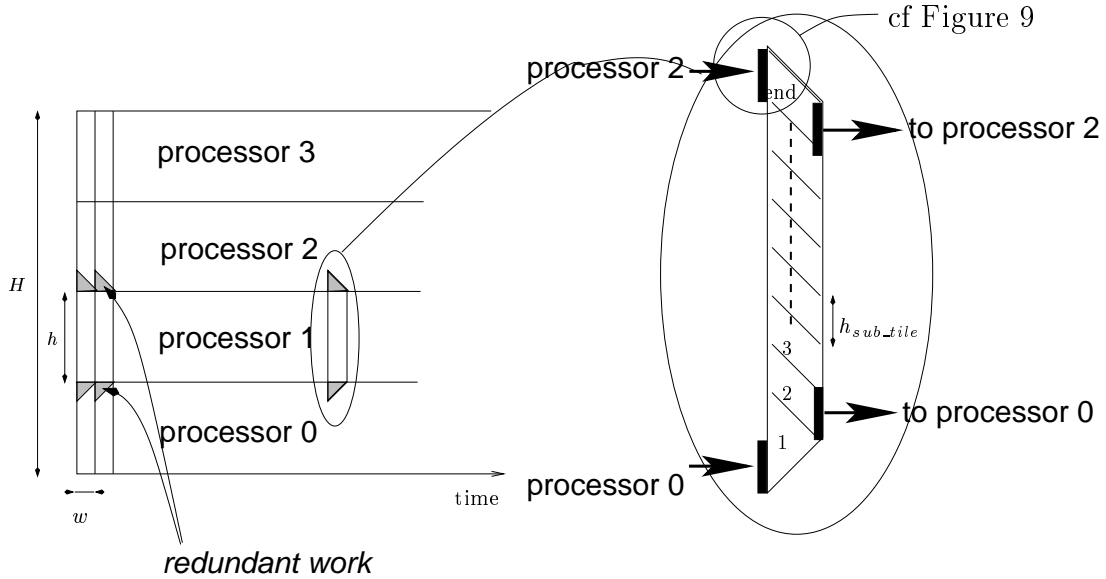 cf Figure 9
processor 2
end
to processor 2
processor 3
processor 2
H
h
processor 1
h_sub_tile
3
2
to processor 0
processor 0
1
processor 0
time
w
redundant work